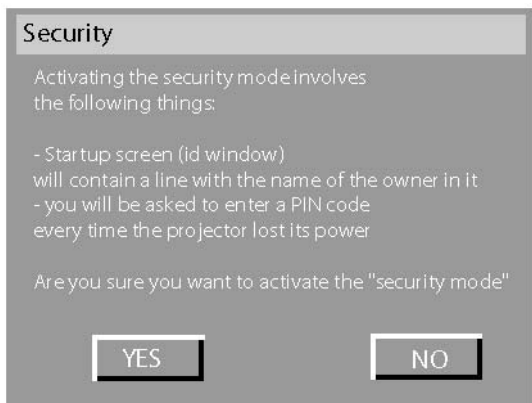 Security
Activating the security mode involves
the following things:
- Startup screen (id window)
will contain a line with the name of the owner in it
- you will be asked to enter a PIN code
every time the projector lost its power
Are you sure you want to activate the "security mode"
YES
NO